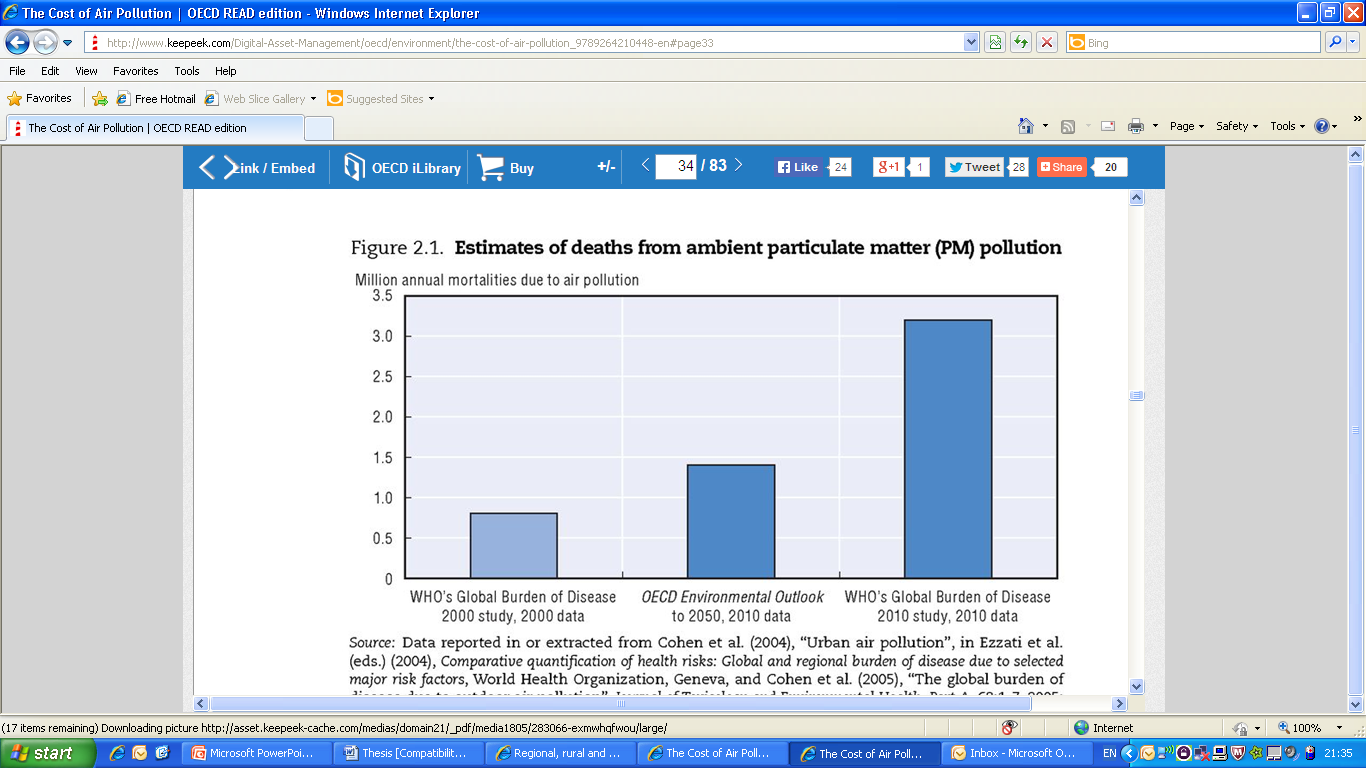 The Cost of Air Pollution | OECD READ edition - Windows Internet Explorer
http://www.keepeek.com/Digital-Asset-Management/oecd/environment/the-cost-of-air-pollution_9789264210448-en#page33
Bing
File Edit View Favorites Tools Help
Favorites Free Hotmail Web Slice Gallery Suggested Sites
The Cost of Air Pollution | OECD READ edition
Page Safety Tools
Link / Embed OECD iLibrary Buy +/- 34 / 83 Like 24 g+1 1 Tweet 28 Share 20
Figure 2.1. Estimates of deaths from ambient particulate matter (PM) pollution
Million annual mortalities due to air pollution
3.5
3.0
2.5
2.0
1.5
1.0
0.5
0
WHO's Global Burden of Disease
2000 study, 2000 data
OECD Environmental Outlook
to 2050, 2010 data
WHO's Global Burden of Disease
2010 study, 2010 data
Source: Data reported in or extracted from Cohen et al. (2004), “Urban air pollution”, in Ezzati et al.
(eds.) (2004), Comparative quantification of health risks: Global and regional burden of disease due to selected
major risk factors, World Health Organization, Geneva, and Cohen et al. (2005), “The global burden of
(17 items remaining) Downloading picture http://asset.keepeek-cache.com/medias/domain21/_pdf/media1805/283066-exmwhqfwou/large/
Internet 100%
start Microsoft PowerPoi... Thesis [Compatibilit... Regional, rural and ... The Cost of Air Poll... The Cost of Air Poll... Inbox - Microsoft O... EN 21:35